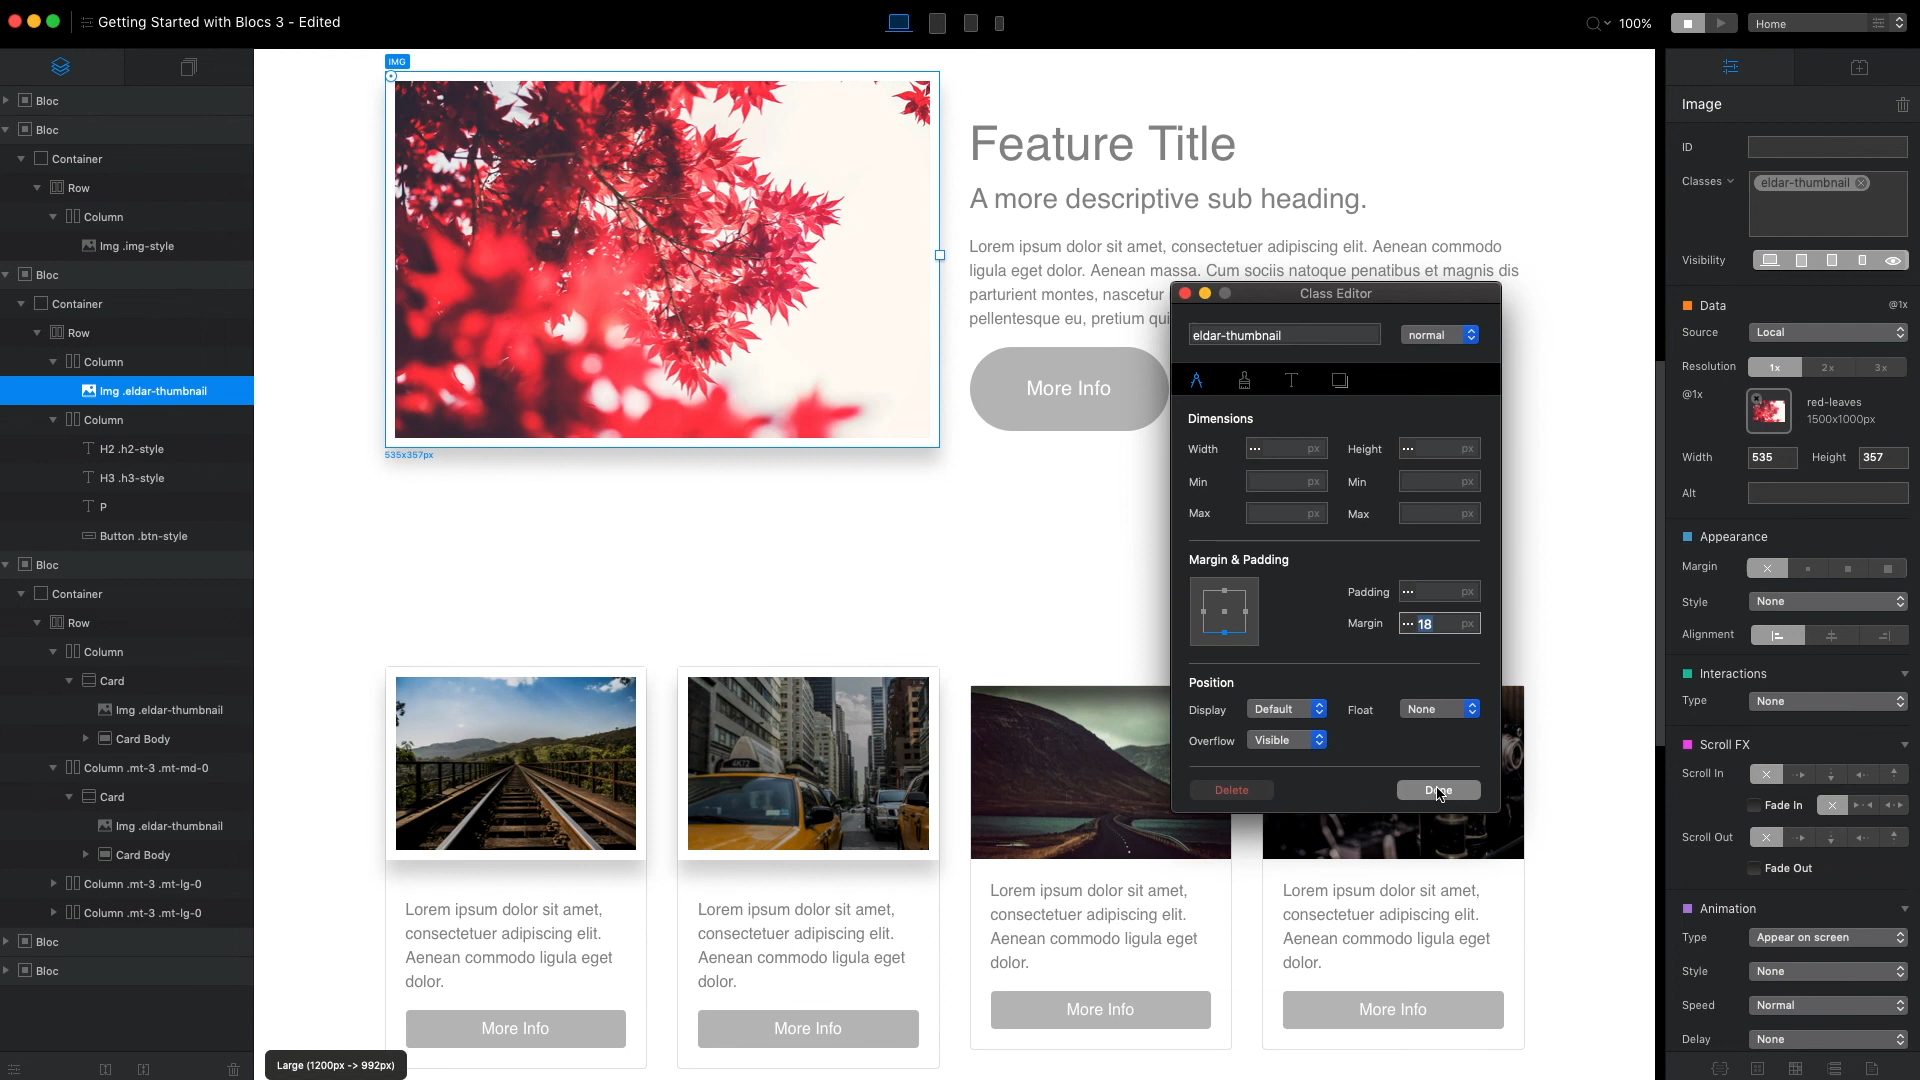 Getting Started with Blocs 3 - Edited
100%
Home
Bloc
Bloc
Container
Row
Column
Img .img-style
Bloc
Container
Row
Column
Img .eldar-thumbnail
Column
H2 .h2-style
H3 .h3-style
P
Button .btn-style
Bloc
Container
Row
Column
Card
Img .eldar-thumbnail
Card Body
Column .mt-3 .mt-md-0
Card
Img .eldar-thumbnail
Card Body
Column .mt-3 .mt-lg-0
Column .mt-3 .mt-lg-0
Bloc
Bloc
IMG
535x357px
Feature Title
A more descriptive sub heading.
Lorem ipsum dolor sit amet, consectetuer adipiscing elit. Aenean commodo
ligula eget dolor. Aenean massa. Cum sociis natoque penatibus et magnis dis
parturient montes, nascetur
pellentesque eu, pretium qui
More Info
4K72
Lorem ipsum dolor sit amet,
consectetuer adipiscing elit.
Aenean commodo ligula eget
dolor.
More Info
Lorem ipsum dolor sit amet,
consectetuer adipiscing elit.
Aenean commodo ligula eget
dolor.
More Info
Lorem ipsum dolor sit amet,
consectetuer adipiscing elit.
Aenean commodo ligula eget
dolor.
More Info
Lorem ipsum dolor sit amet,
consectetuer adipiscing elit.
Aenean commodo ligula eget
dolor.
More Info
Large (1200px -> 992px)
Class Editor
eldar-thumbnail
normal
Dimensions
Width ... px Height ... px
Min px Min px
Max px Max px
Margin & Padding
Padding ... px
Margin ... 18 px
Position
Display Default Float None
Overflow Visible
Delete
Done
Image
ID
Classes eldar-thumbnail
Visibility
Data @1x
Source Local
Resolution 1x 2x 3x
@1x red-leaves
1500x1000px
Width 535 Height 357
Alt
Appearance
Margin
Style None
Alignment
Interactions
Type None
Scroll FX
Scroll In
Fade In
Scroll Out
Fade Out
Animation
Type Appear on screen
Style None
Speed Normal
Delay None